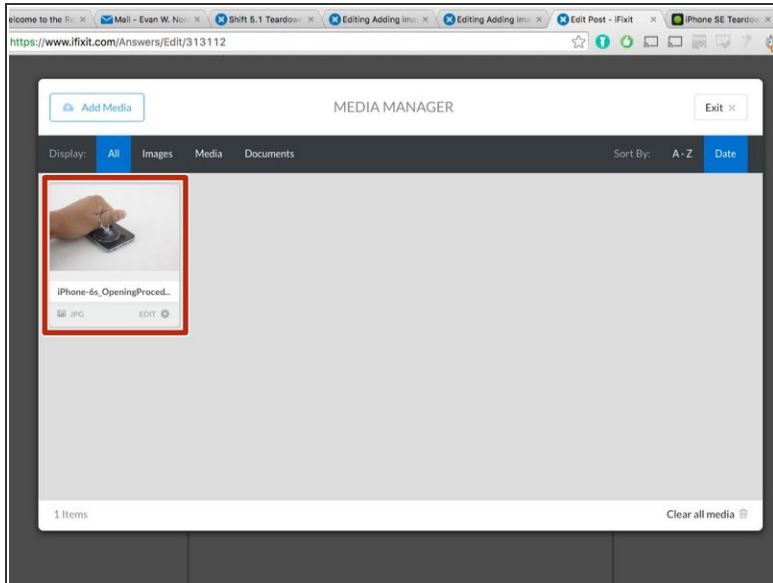 elcome to the Re
Mail - Evan W. No
Shift 5.1 Teardow
Editing Adding ima
Editing Adding ima
Edit Post - iFixit
iPhone SE Teardow
https://www.ifixit.com/Answers/Edit/313112
Add Media
MEDIA MANAGER
Exit ×
Display:
All
Images
Media
Documents
Sort By:
A - Z
Date
iPhone-6s_OpeningProced...
JPG
EDIT
1 Items
Clear all media